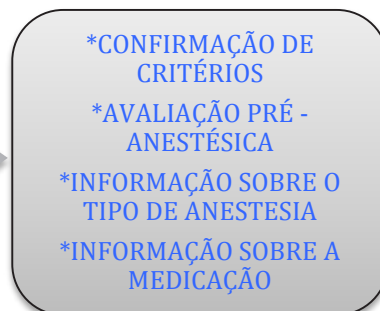 *CONFIRMAÇÃO DE
CRITÉRIOS
*AVALIAÇÃO PRÉ -
ANESTÉSICA
*INFORMAÇÃO SOBRE O
TIPO DE ANESTESIA
*INFORMAÇÃO SOBRE A
MEDICAÇÃO